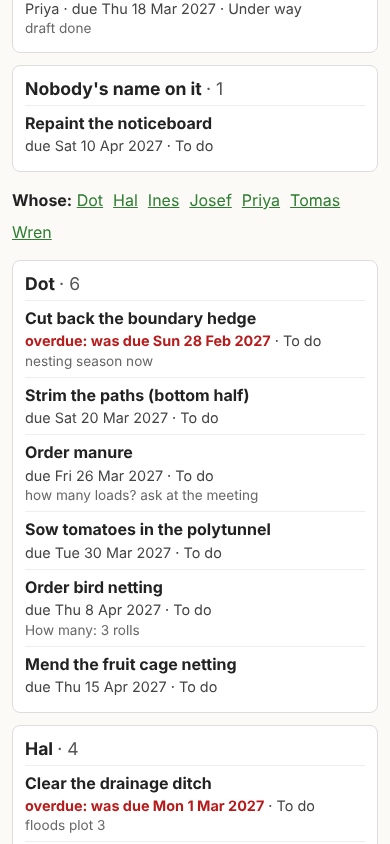 Priya · due Thu 18 Mar 2027 · Under way
draft done
Nobody's name on it · 1
Repaint the noticeboard
due Sat 10 Apr 2027 · To do
Whose: Dot Hal Ines Josef Priya Tomas
Wren
Dot · 6
Cut back the boundary hedge
overdue: was due Sun 28 Feb 2027 · To do
nesting season now
Strim the paths (bottom half)
due Sat 20 Mar 2027 · To do
Order manure
due Fri 26 Mar 2027 · To do
how many loads? ask at the meeting
Sow tomatoes in the polytunnel
due Tue 30 Mar 2027 · To do
Order bird netting
due Thu 8 Apr 2027 · To do
How many: 3 rolls
Mend the fruit cage netting
due Thu 15 Apr 2027 · To do
Hal · 4
Clear the drainage ditch
overdue: was due Mon 1 Mar 2027 · To do
floods plot 3